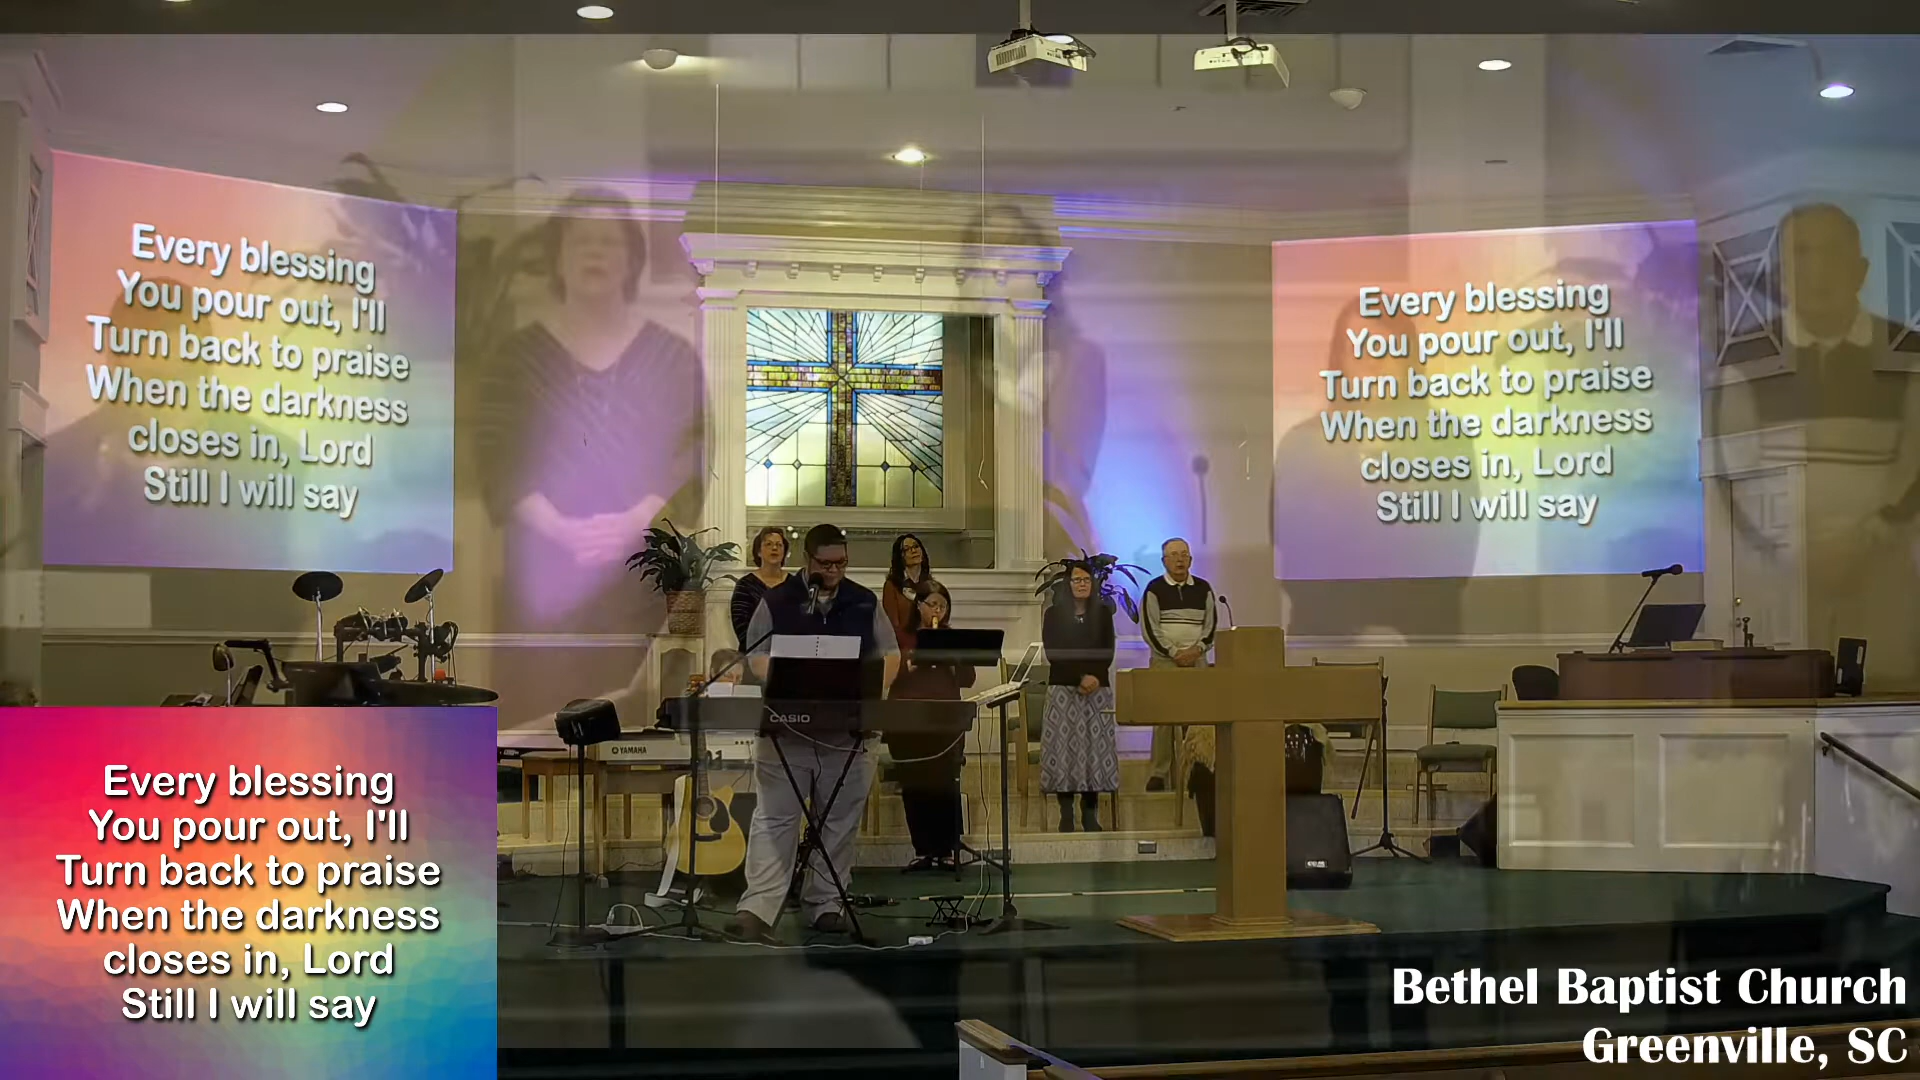 Every blessing
You pour out, I'll
Turn back to praise
When the darkness
closes in, Lord
Still I will say
Every blessing
You pour out, I'll
Turn back to praise
When the darkness
closes in, Lord
Still I will say
CASIO
YAMAHA
Every blessing
You pour out, I'll
Turn back to praise
When the darkness
closes in, Lord
Still I will say
Bethel Baptist Church
Greenville, SC